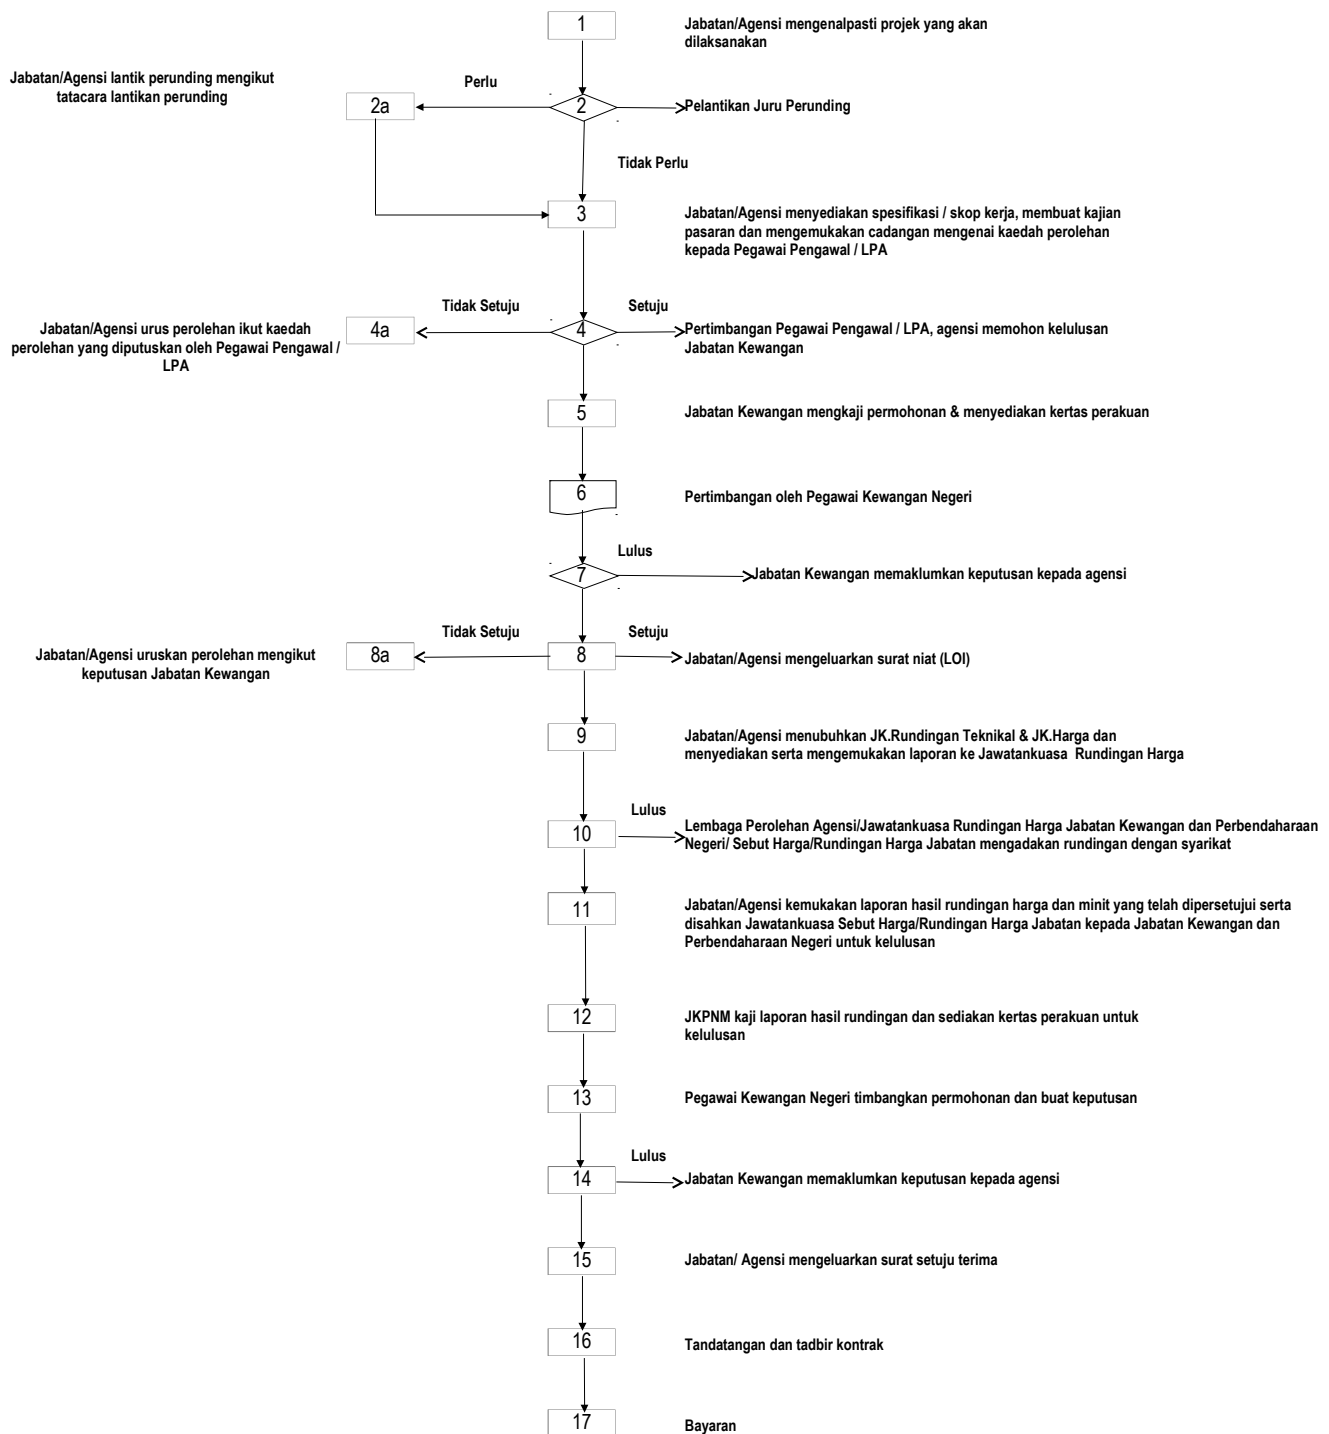 1
Jabatan/Agensi mengenalpasti projek yang akan
dilaksanakan
Jabatan/Agensi lantik perunding mengikut
tatacara lantikan perunding
2a
Perlu
2
Pelantikan Juru Perunding
Tidak Perlu
3
Jabatan/Agensi menyediakan spesifikasi / skop kerja, membuat kajian
pasaran dan mengemukakan cadangan mengenai kaedah perolehan
kepada Pegawai Pengawal / LPA
Jabatan/Agensi urus perolehan ikut kaedah
perolehan yang diputuskan oleh Pegawai Pengawal /
LPA
4a
Tidak Setuju
4
Setuju
Pertimbangan Pegawai Pengawal / LPA, agensi memohon kelulusan
Jabatan Kewangan
5
Jabatan Kewangan mengkaji permohonan & menyediakan kertas perakuan
6
Pertimbangan oleh Pegawai Kewangan Negeri
Lulus
7
Jabatan Kewangan memaklumkan keputusan kepada agensi
Jabatan/Agensi uruskan perolehan mengikut
keputusan Jabatan Kewangan
8a
Tidak Setuju
8
Setuju
Jabatan/Agensi mengeluarkan surat niat (LOI)
9
Jabatan/Agensi menubuhkan JK.Rundingan Teknikal & JK.Harga dan
menyediakan serta mengemukakan laporan ke Jawatankuasa Rundingan Harga
Lulus
10
Lembaga Perolehan Agensi/Jawatankuasa Rundingan Harga Jabatan Kewangan dan Perbendaharaan
Negeri/ Sebut Harga/Rundingan Harga Jabatan mengadakan rundingan dengan syarikat
11
Jabatan/Agensi kemukakan laporan hasil rundingan harga dan minit yang telah dipersetujui serta
disahkan Jawatankuasa Sebut Harga/Rundingan Harga Jabatan kepada Jabatan Kewangan dan
Perbendaharaan Negeri untuk kelulusan
12
JKPNM kaji laporan hasil rundingan dan sediakan kertas perakuan untuk
kelulusan
13
Pegawai Kewangan Negeri timbangkan permohonan dan buat keputusan
Lulus
14
Jabatan Kewangan memaklumkan keputusan kepada agensi
15
Jabatan/ Agensi mengeluarkan surat setuju terima
16
Tandatangan dan tadbir kontrak
17
Bayaran